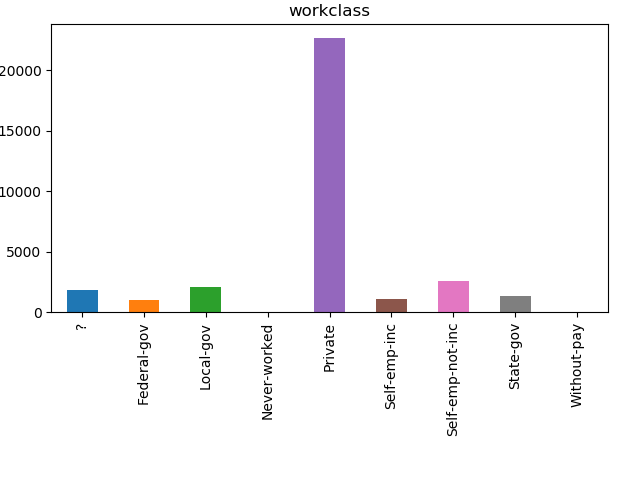 workclass
20000
15000
10000
5000
0
?
Federal-gov
Local-gov
Never-worked
Private
Self-emp-inc
Self-emp-not-inc
State-gov
Without-pay